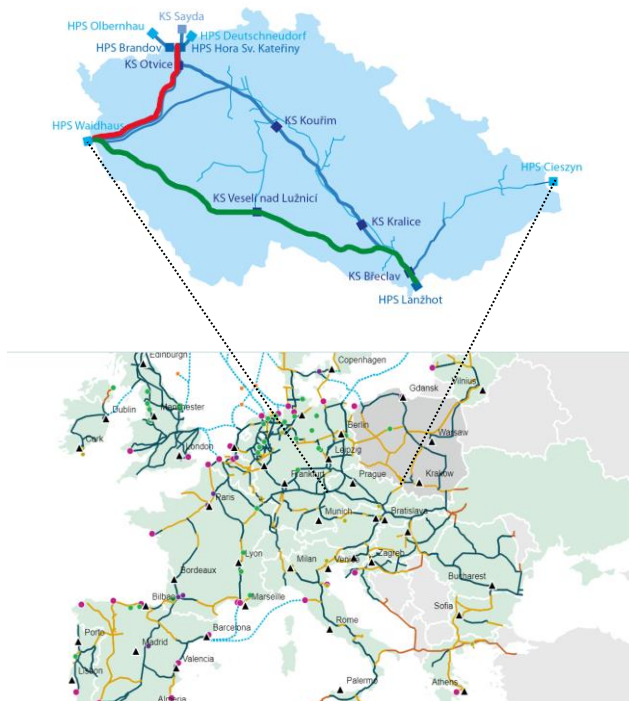 KS Sayda
HPS Olbernhau
HPS Deutschneudorf
HPS Brandov
HPS Hora Sv. Kateřiny
KS Otvice
HPS Waidhaus
KS Kouřim
HPS Cieszyn
KS Veselí nad Lužnicí
KS Kralice
KS Břeclav
HPS Lanžhot
Edinburgh
Copenhagen
Vilnius
Gdansk
Dublin
Manchester
Berlin
Warsaw
Cork
London
Leipzig
Frankfurt
Prague
Krakow
Paris
Munich
Bratislava
Lyon
Milan
Venice
Zagreb
Bordeaux
Bucharest
Bilbao
Marseille
Sofia
Porto
Barcelona
Rome
Madrid
Valencia
Lisbon
Palermo
Athens